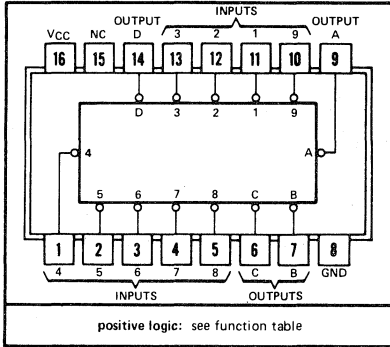 INPUTS
OUTPUT OUTPUT
VCC NC D 3 2 1 9 A
16 15 14 13 12 11 10 9
D 3 2 1 9
4 A
5 6 7 8 C B
1 2 3 4 5 6 7 8
4 5 6 7 8 C B GND
INPUTS OUTPUTS
positive logic: see function table